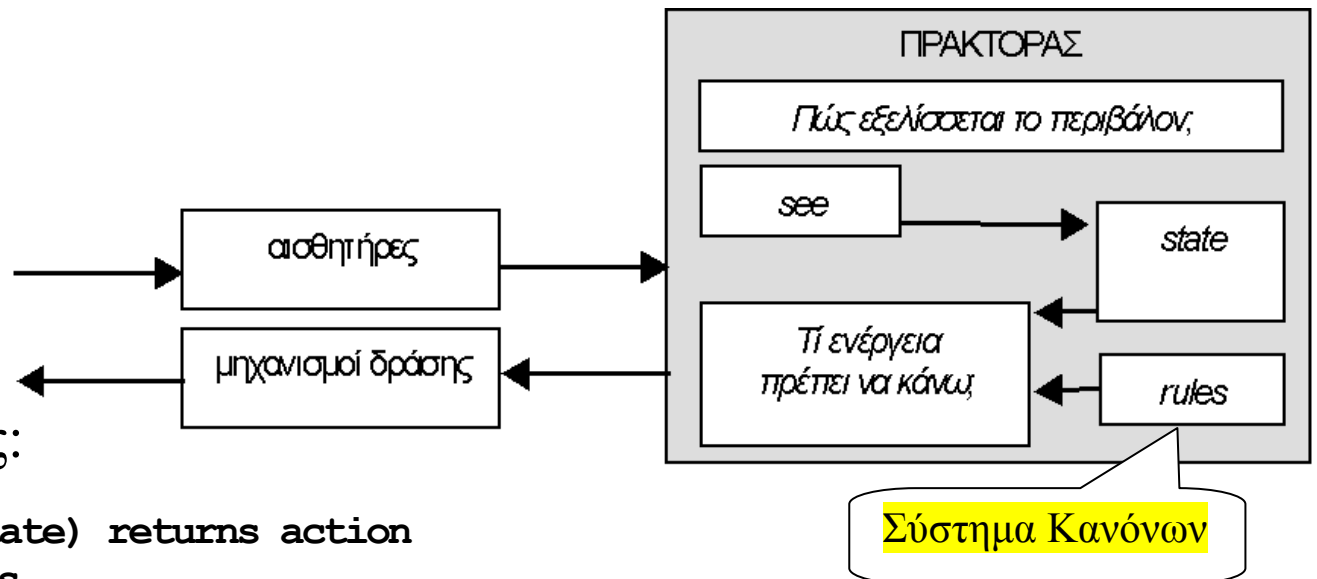 ΠΡΑΚΤΟΡΑΣ
Πώς εξελίσσεται το περιβάλον;
see
state
αισθητήρες
Τί ενέργεια
πρέπει να κάνω;
μηχανισμοί δράσης
rules
ς:
ate) returns action
Σύστημα Κανόνων